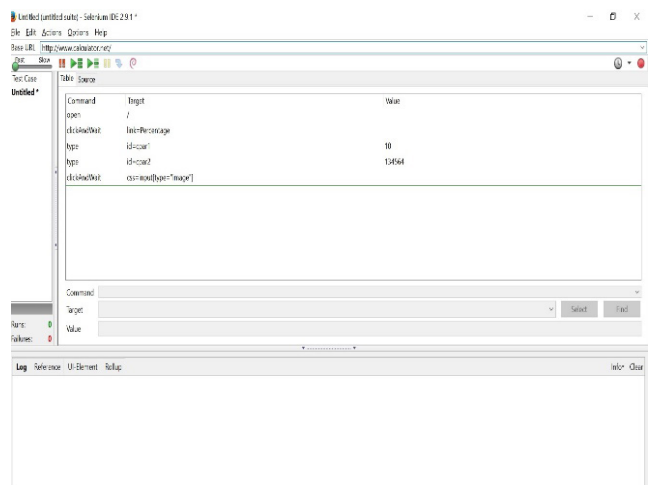 Untitled (untitled suite) - Selenium IDE 2.9.1 *
File Edit Actions Options Help
Base URL http://www.calculator.net/
Fast Slow
Test Case
Untitled *
Table Source
Command Target Value
open /
clickAndWait link=Percentage
type id=cpar1 10
type id=cpar2 134564
clickAndWait css=input[type="image"]
Command
Target Select Find
Value
Runs: 0
Failures: 0
Log Reference UI-Element Rollup Info Clear